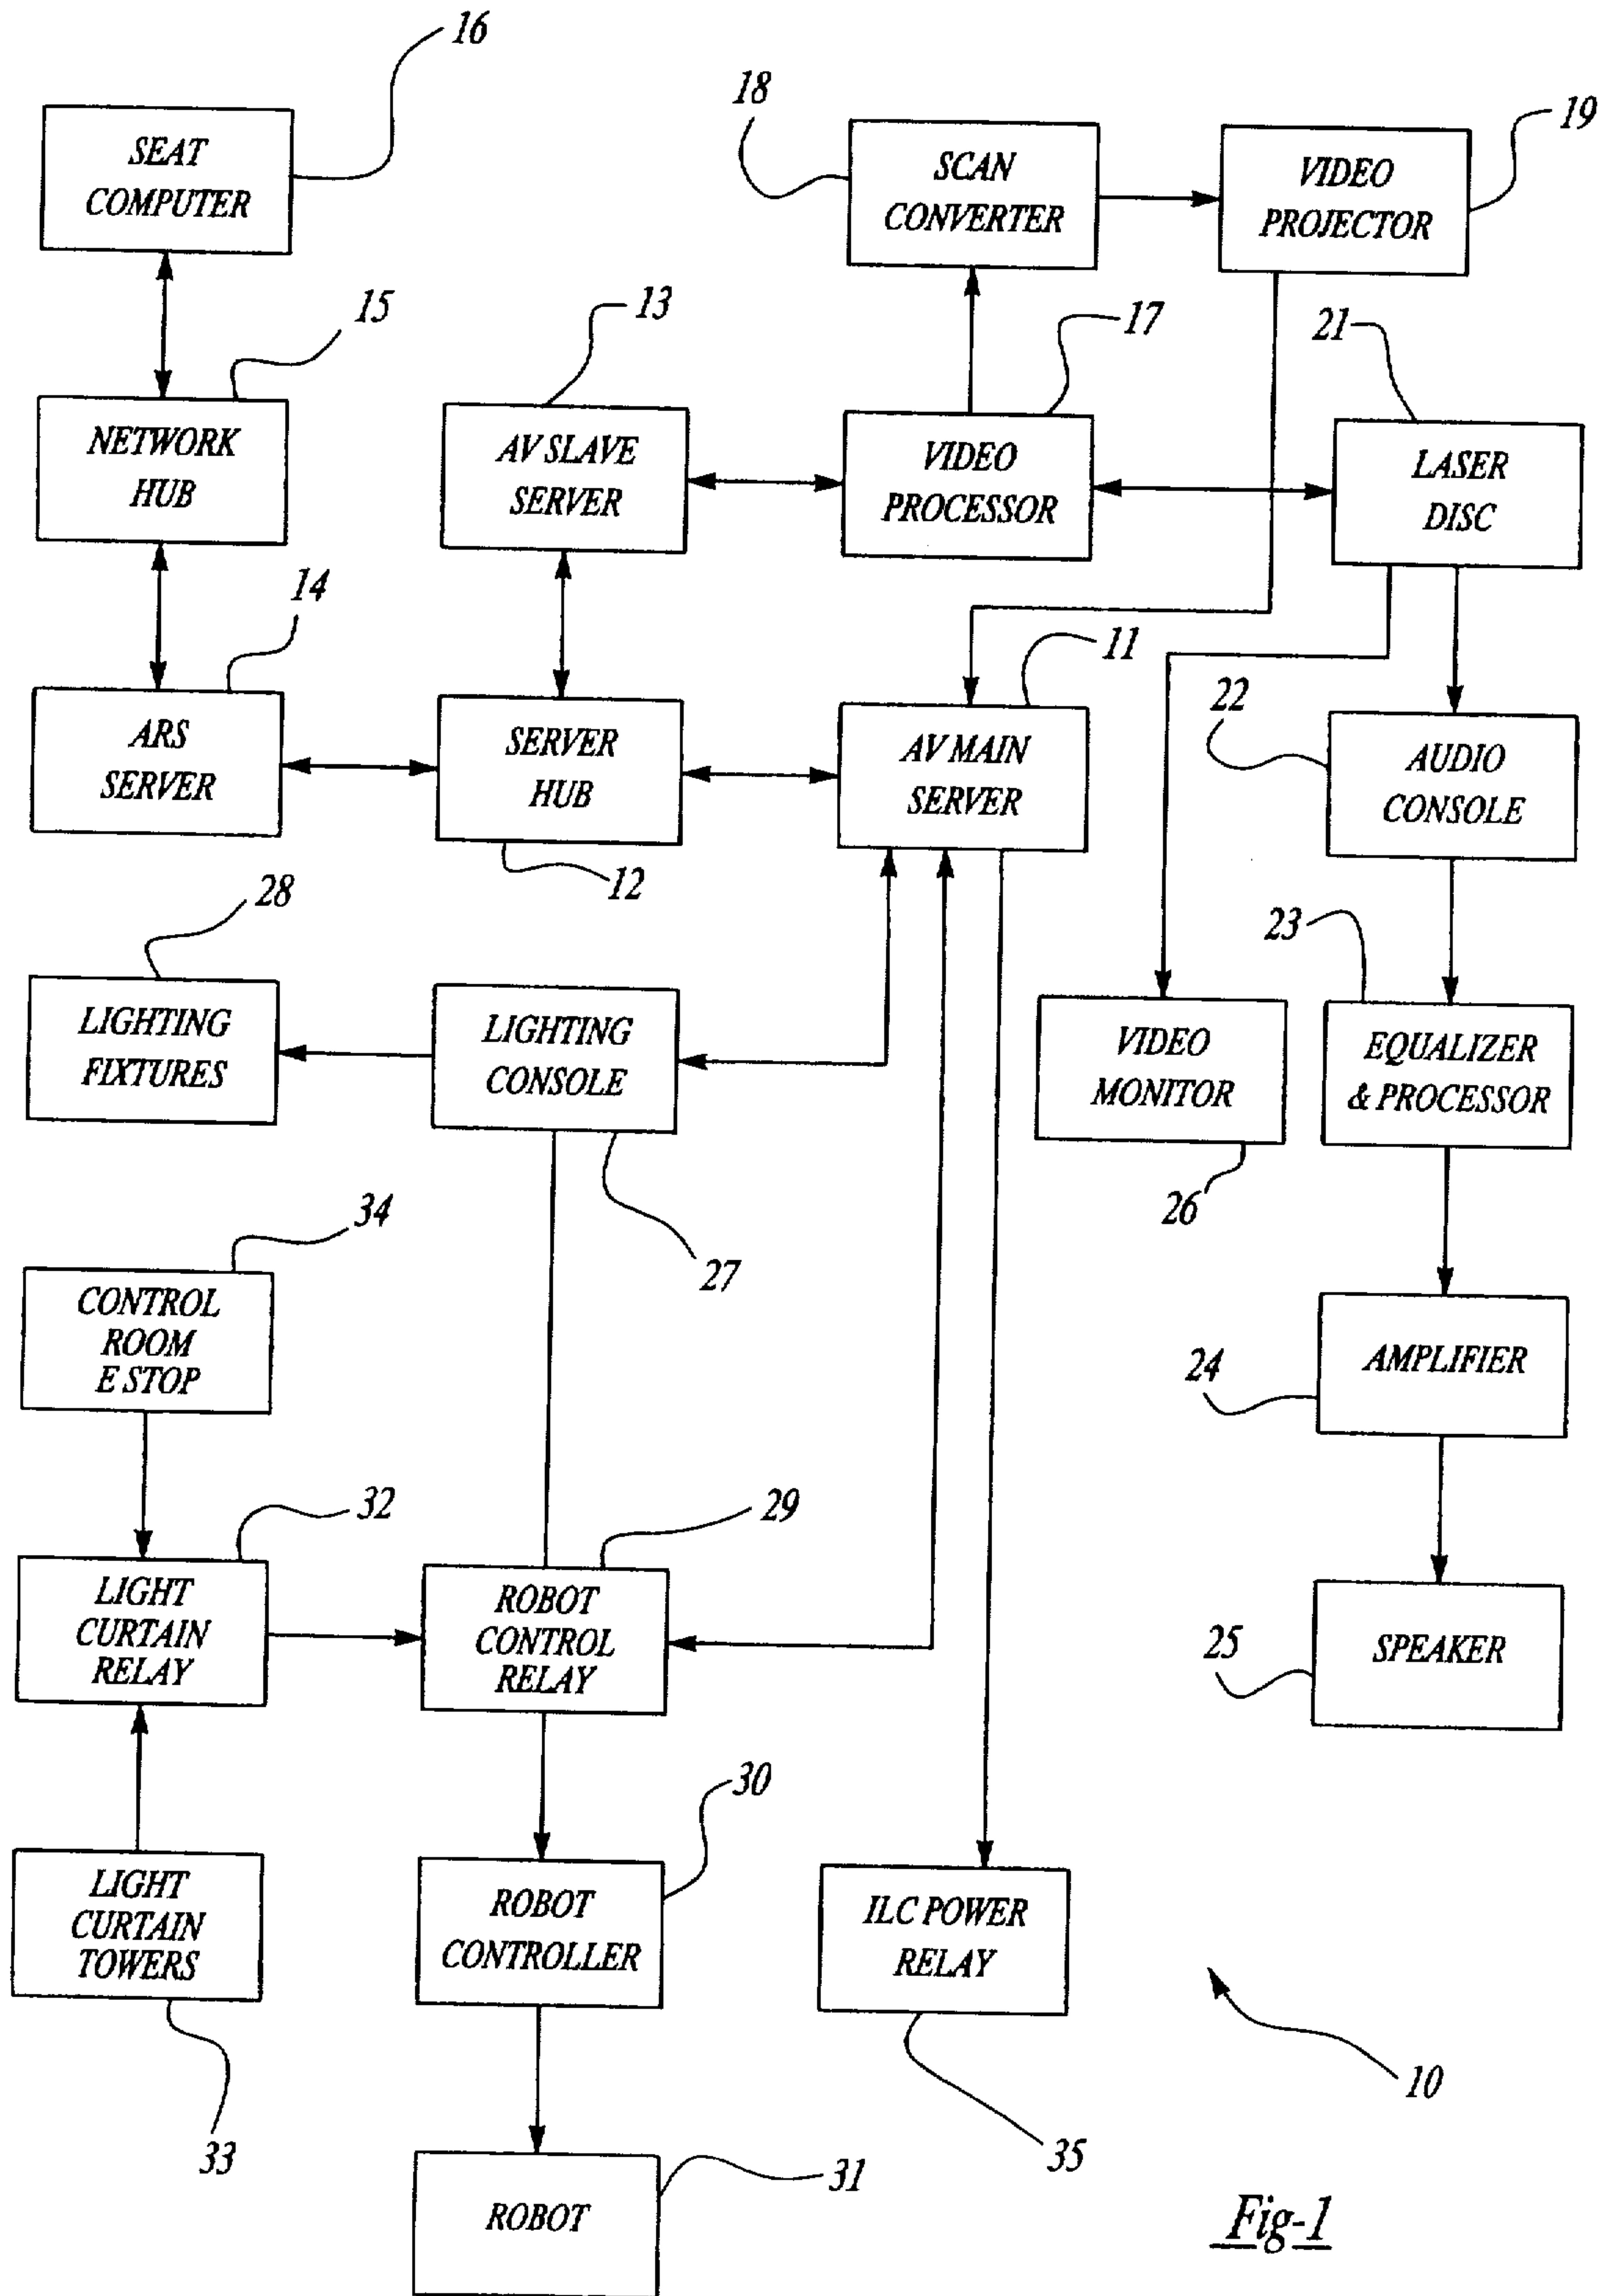 16
18
19
SEAT
COMPUTER
SCAN
CONVERTER
VIDEO
PROJECTOR
15
13
17
21
NETWORK
HUB
AV SLAVE
SERVER
VIDEO
PROCESSOR
LASER
DISC
14
11
22
ARS
SERVER
SERVER
HUB
AV MAIN
SERVER
AUDIO
CONSOLE
28
12
23
LIGHTING
FIXTURES
LIGHTING
CONSOLE
VIDEO
MONITOR
EQUALIZER
& PROCESSOR
34
27
26
CONTROL
ROOM
E STOP
24
AMPLIFIER
32
29
LIGHT
CURTAIN
RELAY
ROBOT
CONTROL
RELAY
25
SPEAKER
30
LIGHT
CURTAIN
TOWERS
ROBOT
CONTROLLER
ILC POWER
RELAY
10
33
31
35
ROBOT
Fig-1